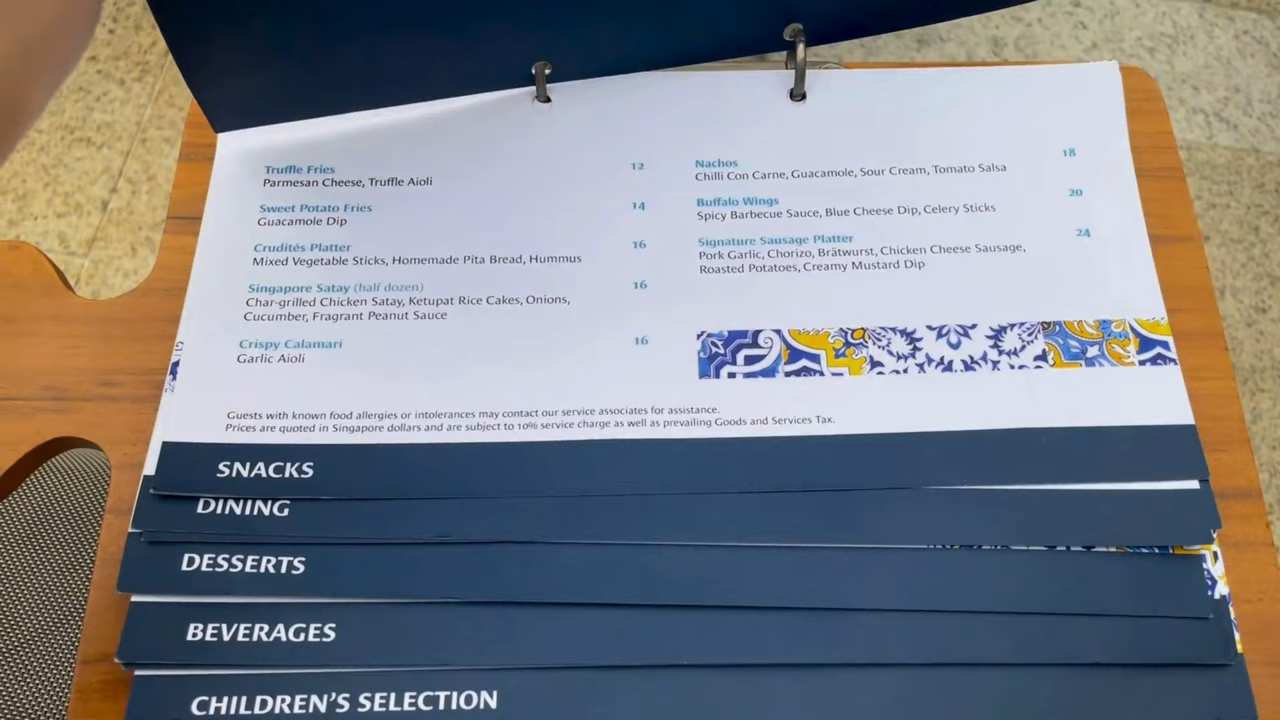 Truffle Fries 12
Parmesan Cheese, Truffle Aioli
Sweet Potato Fries 14
Guacamole Dip
Crudités Platter 16
Mixed Vegetable Sticks, Homemade Pita Bread, Hummus
Singapore Satay (half dozen) 16
Char-grilled Chicken Satay, Ketupat Rice Cakes, Onions,
Cucumber, Fragrant Peanut Sauce
Crispy Calamari 16
Garlic Aioli
Nachos 18
Chilli Con Carne, Guacamole, Sour Cream, Tomato Salsa
Buffalo Wings 20
Spicy Barbecue Sauce, Blue Cheese Dip, Celery Sticks
Signature Sausage Platter 24
Pork Garlic, Chorizo, Brätwurst, Chicken Cheese Sausage,
Roasted Potatoes, Creamy Mustard Dip
Guests with known food allergies or intolerances may contact our service associates for assistance.
Prices are quoted in Singapore dollars and are subject to 10% service charge as well as prevailing Goods and Services Tax.
SNACKS
DINING
DESSERTS
BEVERAGES
CHILDREN'S SELECTION